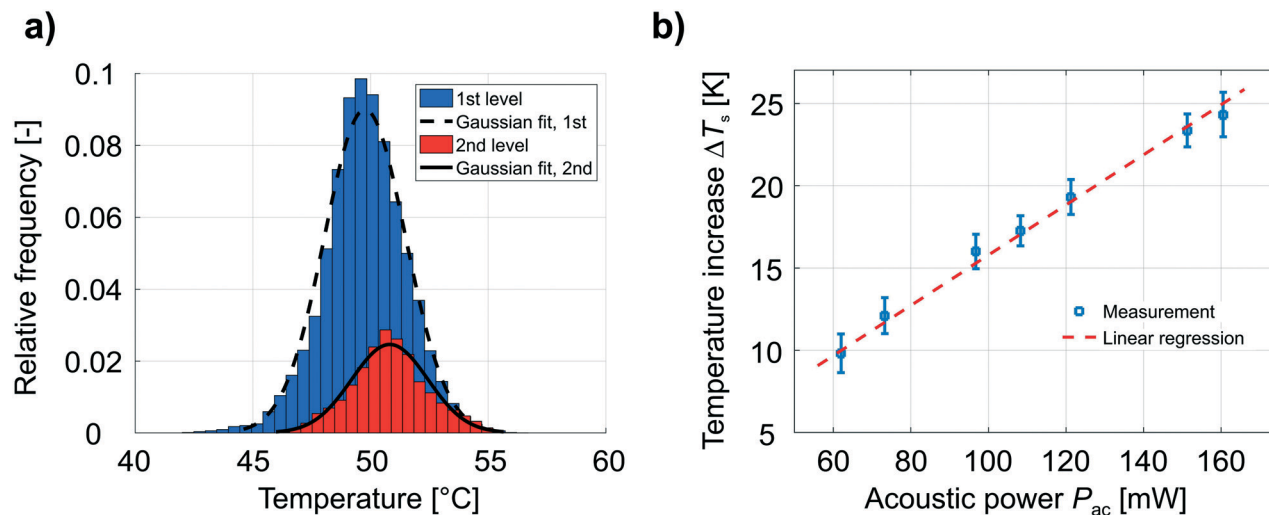 a)
Relative frequency [-]
0.1
0.08
0.06
0.04
0.02
0
40
45
50
55
60
Temperature [°C]
1st level
Gaussian fit, 1st
2nd level
Gaussian fit, 2nd
b)
Temperature increase ΔTs [K]
25
20
15
10
5
60
80
100
120
140
160
Acoustic power Pac [mW]
Measurement
Linear regression